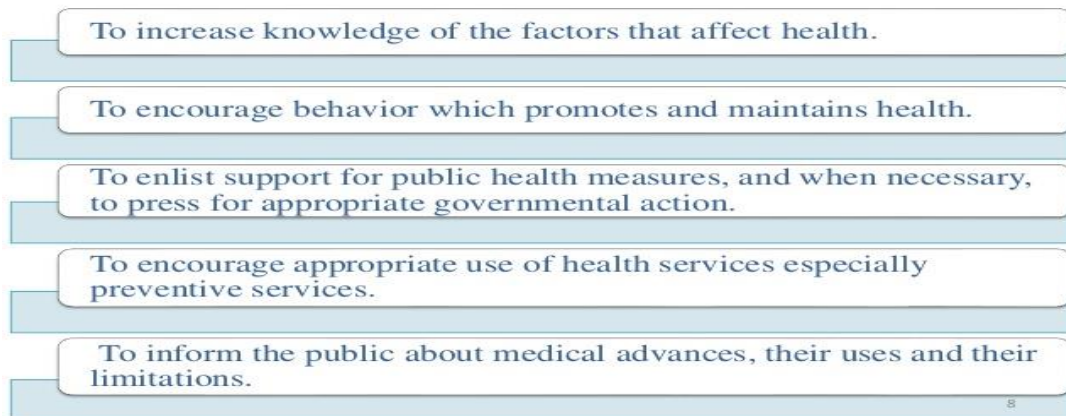 To increase knowledge of the factors that affect health.
To encourage behavior which promotes and maintains health.
To enlist support for public health measures, and when necessary,
to press for appropriate governmental action.
To encourage appropriate use of health services especially
preventive services.
To inform the public about medical advances, their uses and their
limitations.
8